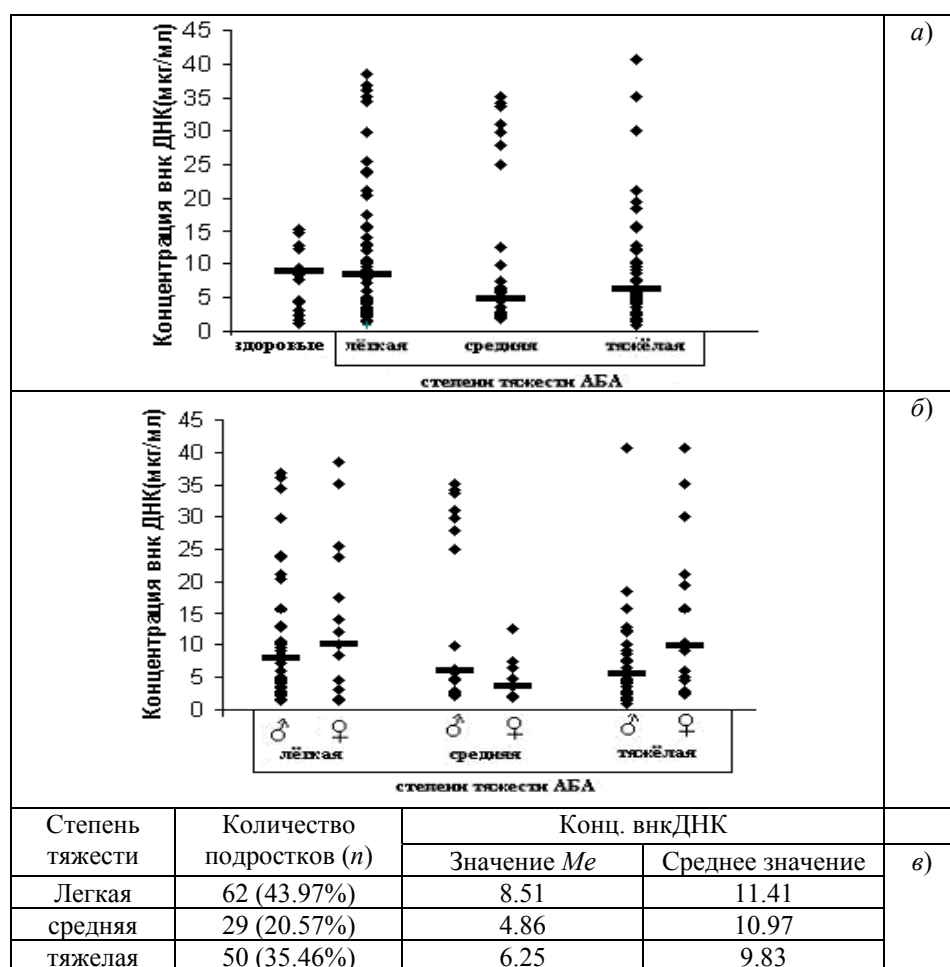 а)
Концентрация внк ДНК(мкг/мл)
45
40
35
30
25
20
15
10
5
0
здоровые лёгкая средняя тяжёлая
степени тяжести АБА
б)
Концентрация внк ДНК(мкг/мл)
45
40
35
30
25
20
15
10
5
0
♂ ♀ ♂ ♀ ♂ ♀
лёгкая средняя тяжёлая
степени тяжести АБА
Степень тяжести Количество подростков (n) Конц. внкДНК
Значение Me Среднее значение в)
Легкая 62 (43.97%) 8.51 11.41
средняя 29 (20.57%) 4.86 10.97
тяжелая 50 (35.46%) 6.25 9.83